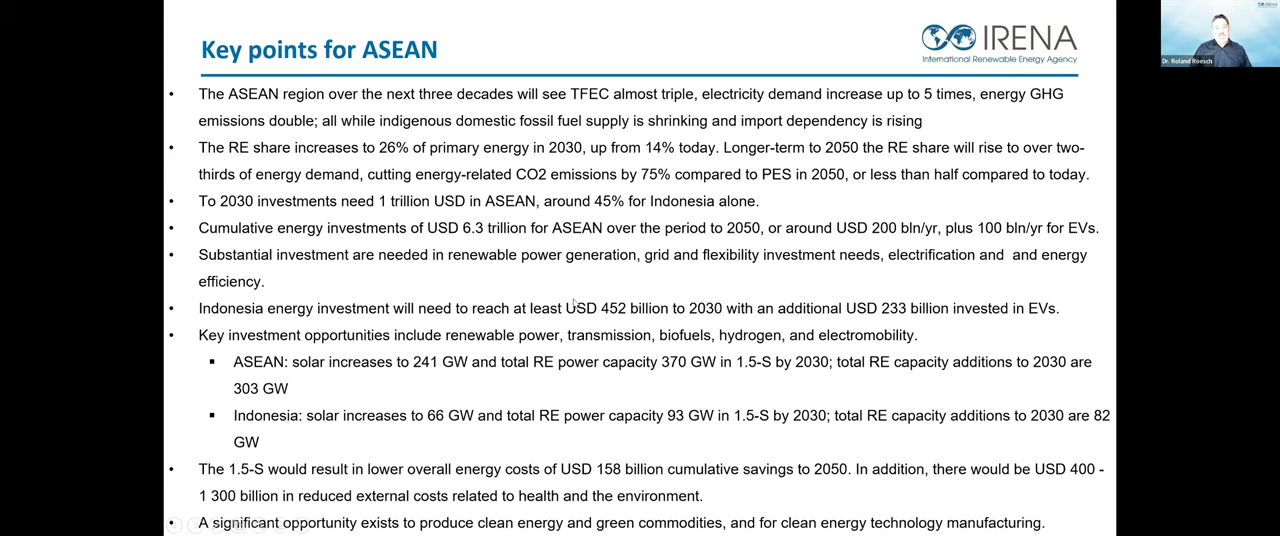 Key points for ASEAN
IRENA
International Renewable Energy Agency
IRENA
Dr. Roland Roesch
• The ASEAN region over the next three decades will see TFEC almost triple, electricity demand increase up to 5 times, energy GHG
emissions double; all while indigenous domestic fossil fuel supply is shrinking and import dependency is rising
• The RE share increases to 26% of primary energy in 2030, up from 14% today. Longer-term to 2050 the RE share will rise to over two-
thirds of energy demand, cutting energy-related CO2 emissions by 75% compared to PES in 2050, or less than half compared to today.
• To 2030 investments need 1 trillion USD in ASEAN, around 45% for Indonesia alone.
• Cumulative energy investments of USD 6.3 trillion for ASEAN over the period to 2050, or around USD 200 bln/yr, plus 100 bln/yr for EVs.
• Substantial investment are needed in renewable power generation, grid and flexibility investment needs, electrification and and energy
efficiency.
• Indonesia energy investment will need to reach at least USD 452 billion to 2030 with an additional USD 233 billion invested in EVs.
• Key investment opportunities include renewable power, transmission, biofuels, hydrogen, and electromobility.
▪ ASEAN: solar increases to 241 GW and total RE power capacity 370 GW in 1.5-S by 2030; total RE capacity additions to 2030 are
303 GW
▪ Indonesia: solar increases to 66 GW and total RE power capacity 93 GW in 1.5-S by 2030; total RE capacity additions to 2030 are 82
GW
• The 1.5-S would result in lower overall energy costs of USD 158 billion cumulative savings to 2050. In addition, there would be USD 400 -
1 300 billion in reduced external costs related to health and the environment.
• A significant opportunity exists to produce clean energy and green commodities, and for clean energy technology manufacturing.